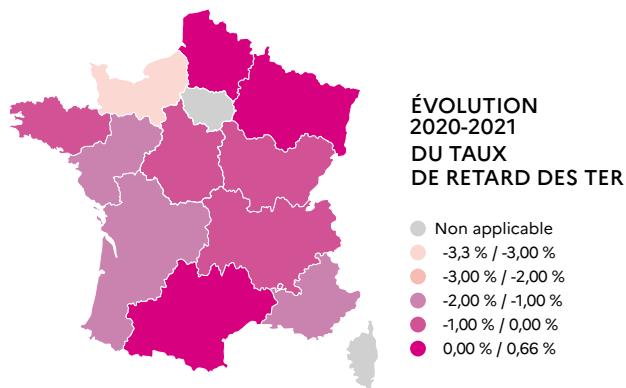 ÉVOLUTION
2020-2021
DU TAUX
DE RETARD DES TER
Non applicable
-3,3 % / -3,00 %
-3,00 % / -2,00 %
-2,00 % / -1,00 %
-1,00 % / 0,00 %
0,00 % / 0,66 %